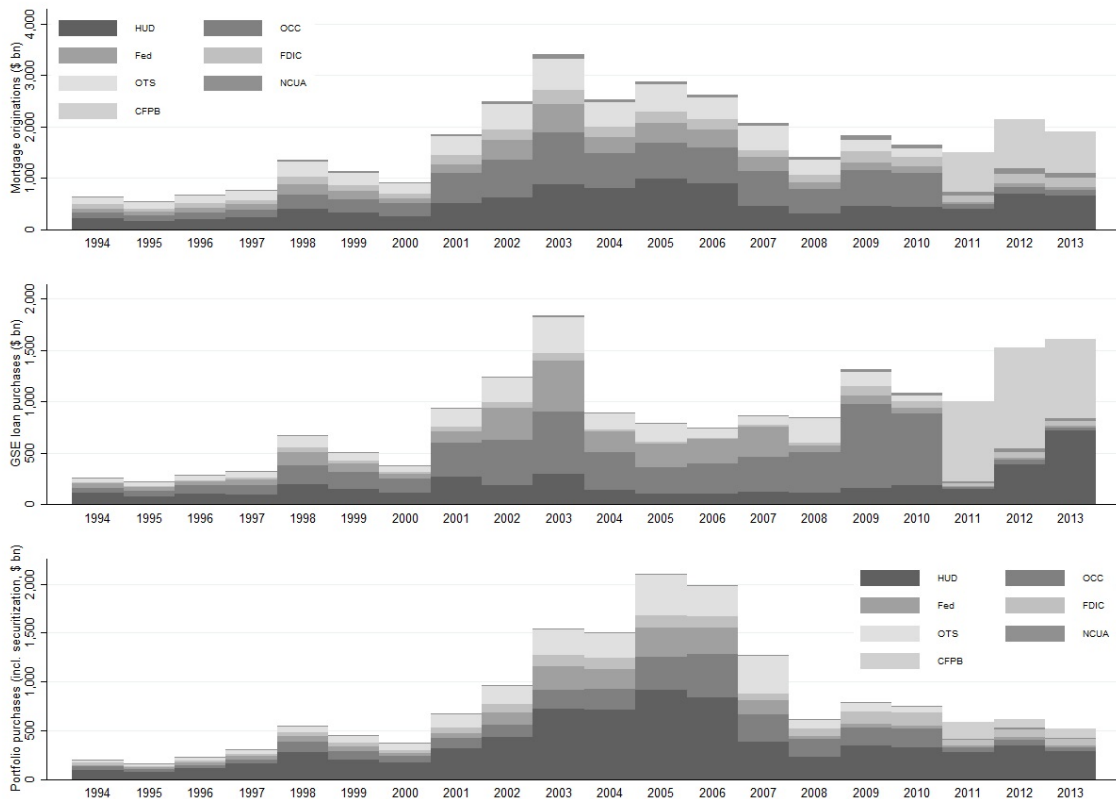 Mortgage originations ($ bn)
4,000
3,000
2,000
1,000
0
HUD OCC
Fed FDIC
OTS NCUA
CFPB
1994 1995 1996 1997 1998 1999 2000 2001 2002 2003 2004 2005 2006 2007 2008 2009 2010 2011 2012 2013
GSE loan purchases ($ bn)
2,000
1,500
1,000
500
0
1994 1995 1996 1997 1998 1999 2000 2001 2002 2003 2004 2005 2006 2007 2008 2009 2010 2011 2012 2013
Portfolio purchases (incl. securitization, $ bn)
2,000
1,500
1,000
500
0
HUD OCC
Fed FDIC
OTS NCUA
CFPB
1994 1995 1996 1997 1998 1999 2000 2001 2002 2003 2004 2005 2006 2007 2008 2009 2010 2011 2012 2013